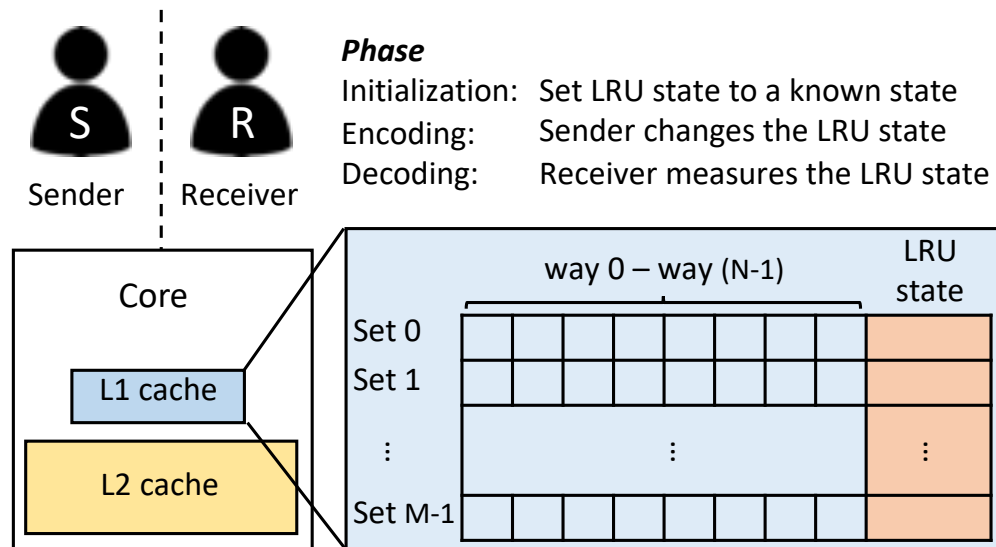 S
R
Sender
Receiver
Phase
Initialization: Set LRU state to a known state
Encoding: Sender changes the LRU state
Decoding: Receiver measures the LRU state
Core
L1 cache
L2 cache
way 0 – way (N-1)
LRU
state
Set 0
Set 1
⋮ ⋮ ⋮
Set M-1